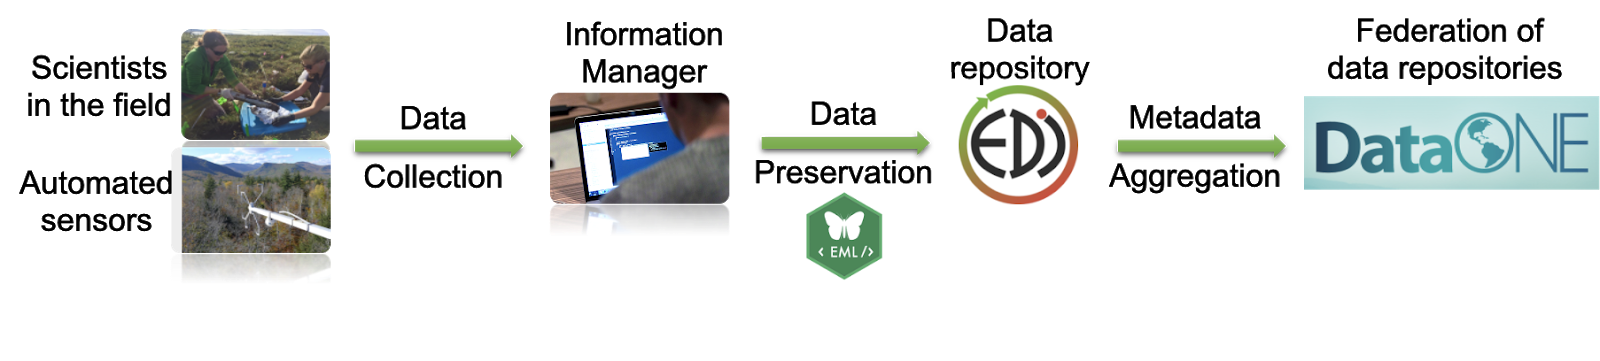 Scientists
in the field
Automated
sensors
Data
Collection
Information
Manager
Data
Preservation
< EML />
Data
repository
EDI
Metadata
Aggregation
Federation of
data repositories
DataONE